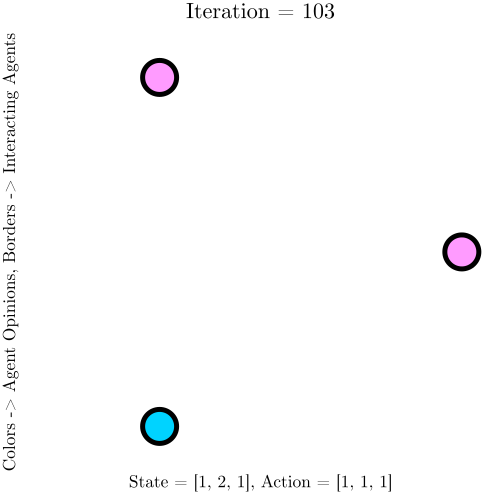 Iteration = 103
Colors -> Agent Opinions, Borders -> Interacting Agents
State = [1, 2, 1], Action = [1, 1, 1]